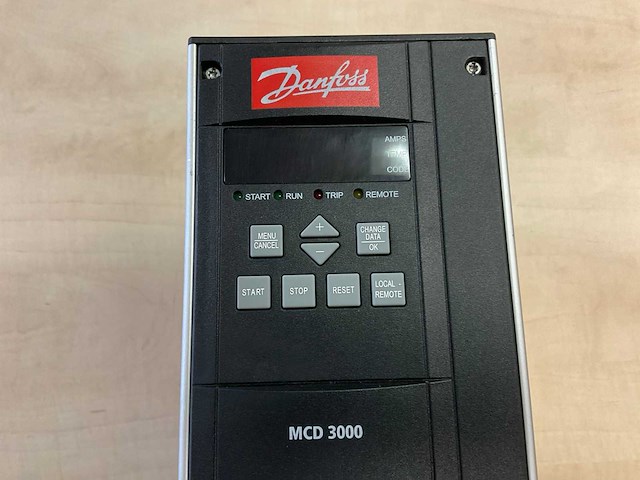 Danfoss
AMPS
CODE
START RUN TRIP REMOTE
MENU
CANCEL
+
CHANGE
DATA
OK
−
START
STOP
RESET
LOCAL
REMOTE
MCD 3000